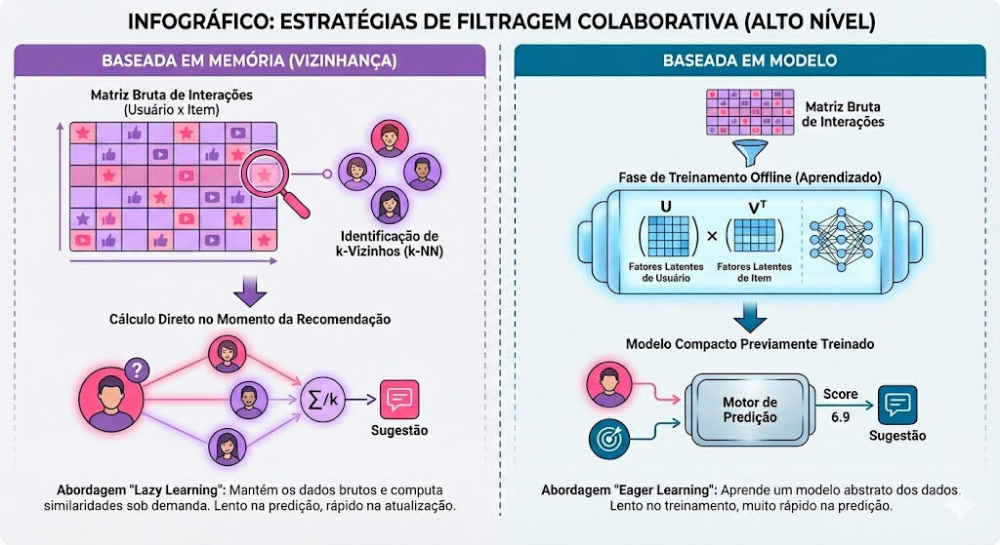 INFOGRÁFICO: ESTRATÉGIAS DE FILTRAGEM COLABORATIVA (ALTO NÍVEL)
BASEADA EM MEMÓRIA (VIZINHANÇA)
Matriz Bruta de Interações
(Usuário x Item)
Identificação de
k-Vizinhos (k-NN)
Cálculo Direto no Momento da Recomendação
?
∑/k
Sugestão
Abordagem "Lazy Learning": Mantém os dados brutos e computa
similaridades sob demanda. Lento na predição, rápido na atualização.
BASEADA EM MODELO
Matriz Bruta
de Interações
Fase de Treinamento Offline (Aprendizado)
U
×
Vᵀ
Fatores Latentes
de Usuário
Fatores Latentes
de Item
Modelo Compacto Previamente Treinado
Motor de
Predição
Score
6.9
Sugestão
Abordagem "Eager Learning": Aprende um modelo abstrato dos dados.
Lento no treinamento, muito rápido na predição.